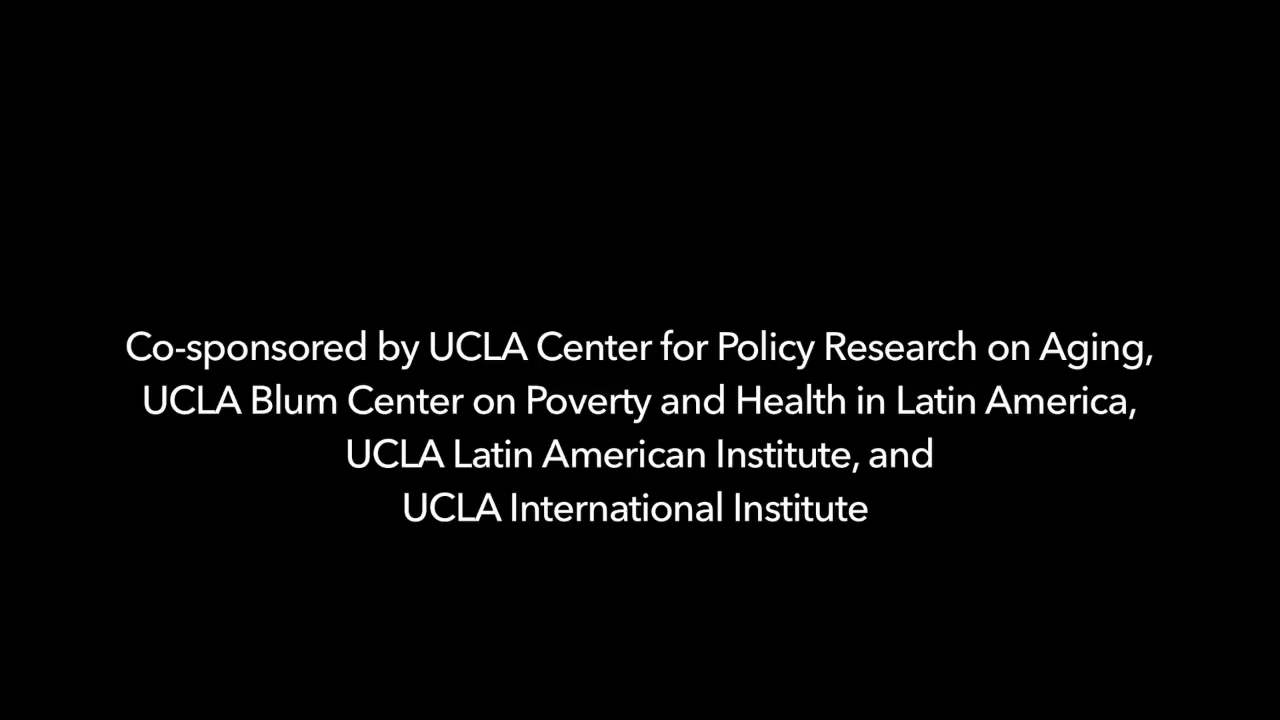 Co-sponsored by UCLA Center for Policy Research on Aging,
UCLA Blum Center on Poverty and Health in Latin America,
UCLA Latin American Institute, and
UCLA International Institute